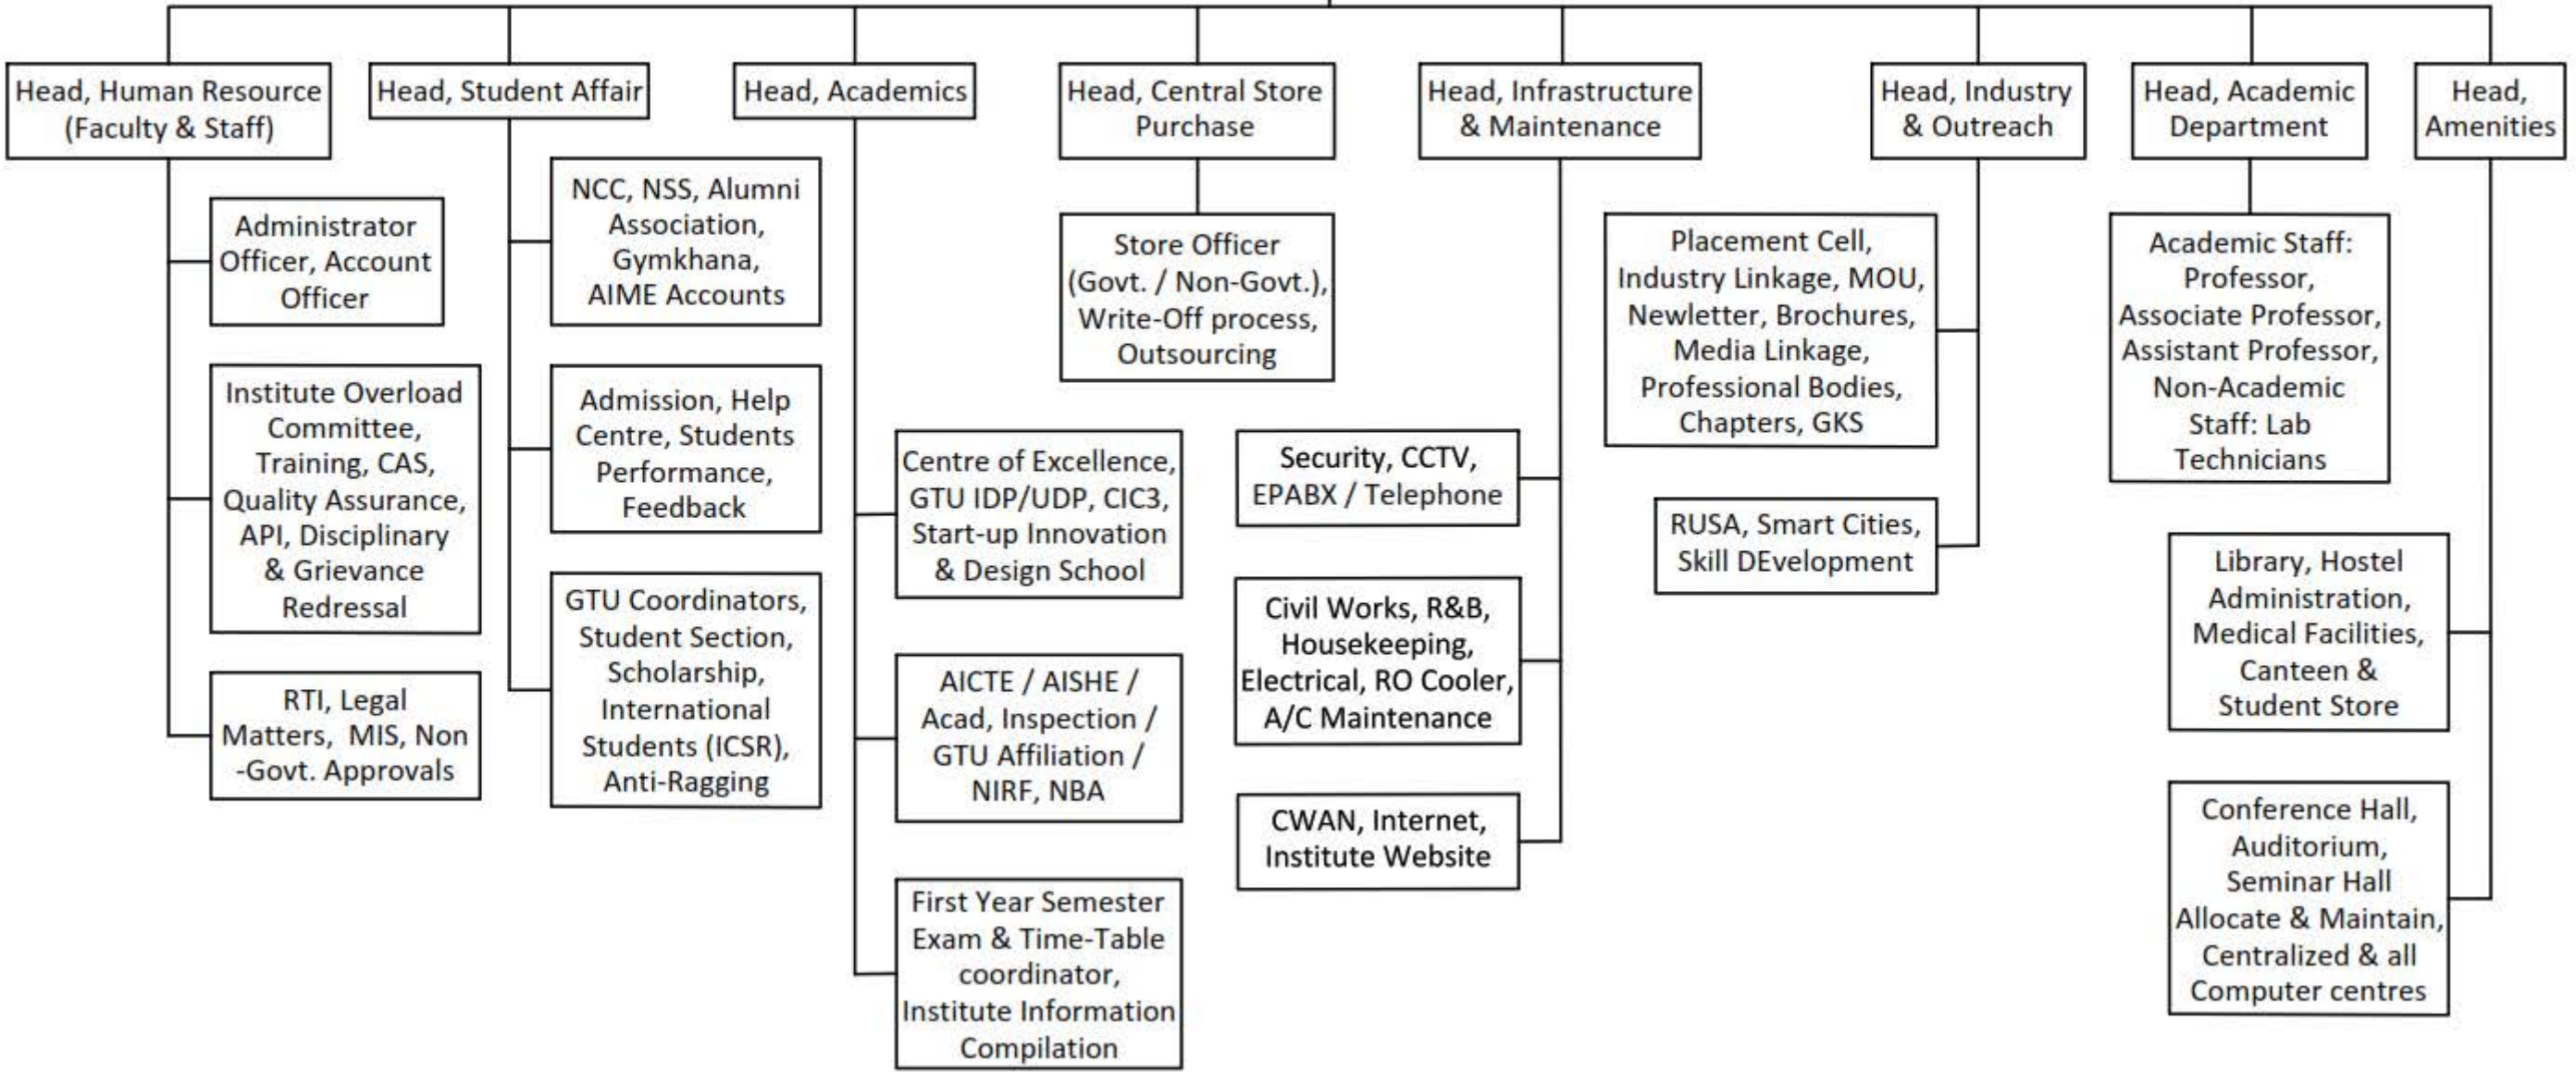 Head, Human Resource
(Faculty & Staff)
Head, Student Affair
Head, Academics
Head, Central Store
Purchase
Head, Infrastructure
& Maintenance
Head, Industry
& Outreach
Head, Academic
Department
Head,
Amenities
Administrator
Officer, Account
Officer
Institute Overload
Committee,
Training, CAS,
Quality Assurance,
API, Disciplinary
& Grievance
Redressal
RTI, Legal
Matters, MIS, Non
-Govt. Approvals
NCC, NSS, Alumni
Association,
Gymkhana,
AIME Accounts
Admission, Help
Centre, Students
Performance,
Feedback
GTU Coordinators,
Student Section,
Scholarship,
International
Students (ICSR),
Anti-Ragging
Centre of Excellence,
GTU IDP/UDP, CIC3,
Start-up Innovation
& Design School
AICTE / AISHE /
Acad, Inspection /
GTU Affiliation /
NIRF, NBA
First Year Semester
Exam & Time-Table
coordinator,
Institute Information
Compilation
Store Officer
(Govt. / Non-Govt.),
Write-Off process,
Outsourcing
Security, CCTV,
EPABX / Telephone
Civil Works, R&B,
Housekeeping,
Electrical, RO Cooler,
A/C Maintenance
CWAN, Internet,
Institute Website
Placement Cell,
Industry Linkage, MOU,
Newletter, Brochures,
Media Linkage,
Professional Bodies,
Chapters, GKS
RUSA, Smart Cities,
Skill DEvelopment
Academic Staff:
Professor,
Associate Professor,
Assistant Professor,
Non-Academic
Staff: Lab
Technicians
Library, Hostel
Administration,
Medical Facilities,
Canteen &
Student Store
Conference Hall,
Auditorium,
Seminar Hall
Allocate & Maintain,
Centralized & all
Computer centres